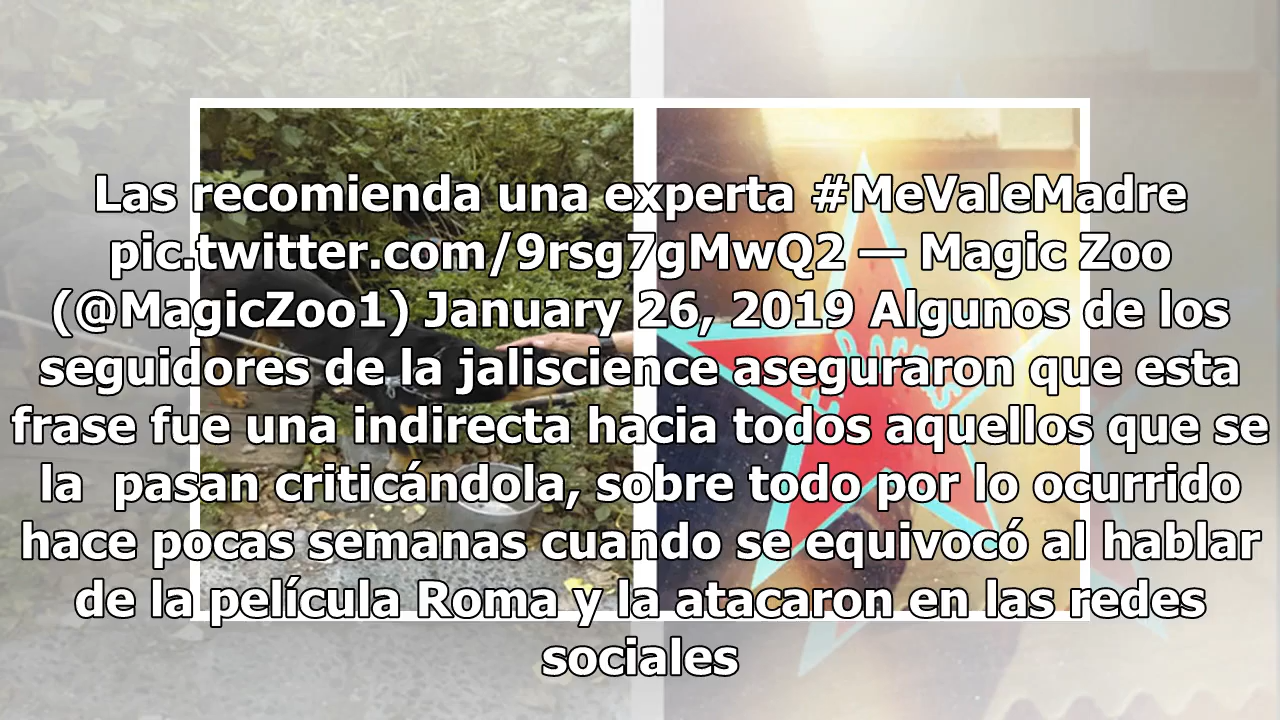 Las recomienda una experta #MeValeMadre
pic.twitter.com/9rsg7gMwQ2 — Magic Zoo
(@MagicZoo1) January 26, 2019 Algunos de los
seguidores de la jaliscience aseguraron que esta
frase fue una indirecta hacia todos aquellos que se
la  pasan criticándola, sobre todo por lo ocurrido
hace pocas semanas cuando se equivocó al hablar
de la película Roma y la atacaron en las redes
sociales